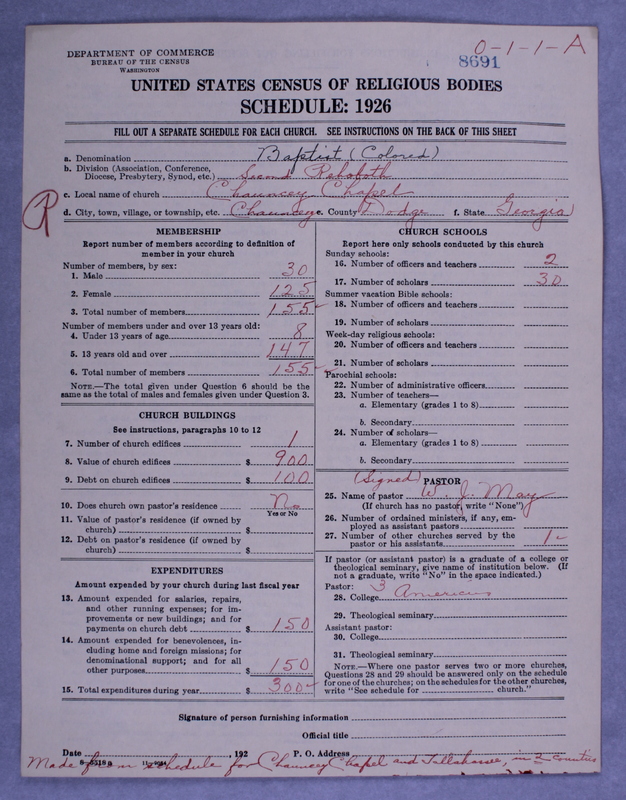 O-1-1-A
DEPARTMENT OF COMMERCE
BUREAU OF THE CENSUS
WASHINGTON
8691
UNITED STATES CENSUS OF RELIGIOUS BODIES
SCHEDULE: 1926
FILL OUT A SEPARATE SCHEDULE FOR EACH CHURCH. SEE INSTRUCTIONS ON THE BACK OF THIS SHEET
a. Denomination Baptist (Colored)
b. Division (Association, Conference,
Diocese, Presbytery, Synod, etc.) Second Rehoboth
c. Local name of church Chauncey Chapel
R
d. City, town, village, or township, etc. Chauncey e. County Dodge f. State Georgia
MEMBERSHIP
Report number of members according to definition of
member in your church
Number of members, by sex:
1. Male 30
2. Female 125
3. Total number of members 155
Number of members under and over 13 years old:
4. Under 13 years of age 8
5. 13 years old and over 147
6. Total number of members 155
NOTE.—The total given under Question 6 should be the
same as the total of males and females given under Question 3.
CHURCH BUILDINGS
See instructions, paragraphs 10 to 12
7. Number of church edifices 1
8. Value of church edifices $ 900
9. Debt on church edifices $ 100
10. Does church own pastor's residence No
Yes or No
11. Value of pastor's residence (if owned by
church) $
12. Debt on pastor's residence (if owned by
church) $
EXPENDITURES
Amount expended by your church during last fiscal year
13. Amount expended for salaries, repairs,
and other running expenses; for im-
provements or new buildings; and for
payments on church debt $ 150
14. Amount expended for benevolences, in-
cluding home and foreign missions; for
denominational support; and for all
other purposes $ 150
15. Total expenditures during year $ 300
CHURCH SCHOOLS
Report here only schools conducted by this church
Sunday schools:
16. Number of officers and teachers 2
17. Number of scholars 30
Summer vacation Bible schools:
18. Number of officers and teachers
19. Number of scholars
Week-day religious schools:
20. Number of officers and teachers
21. Number of scholars
Parochial schools:
22. Number of administrative officers
23. Number of teachers—
a. Elementary (grades 1 to 8)
b. Secondary
24. Number of scholars—
a. Elementary (grades 1 to 8)
b. Secondary
(Signed) PASTOR
25. Name of pastor W. J. May
(If church has no pastor, write "None")
26. Number of ordained ministers, if any, em-
ployed as assistant pastors
27. Number of other churches served by the
pastor or his assistants 1
If pastor (or assistant pastor) is a graduate of a college or
theological seminary, give name of institution below. (If
not a graduate, write "No" in the space indicated.)
Pastor:
28. College 3 Americus
29. Theological seminary
Assistant pastor:
30. College
31. Theological seminary
NOTE.—Where one pastor serves two or more churches,
Questions 28 and 29 should be answered only on the schedule
for one of the churches; on the schedules for the other churches,
write "See schedule for church."
Signature of person furnishing information
Official title
Date , 192 P. O. Address
Made from schedule for Chauncey Chapel and Tallahassee, in 2 counties